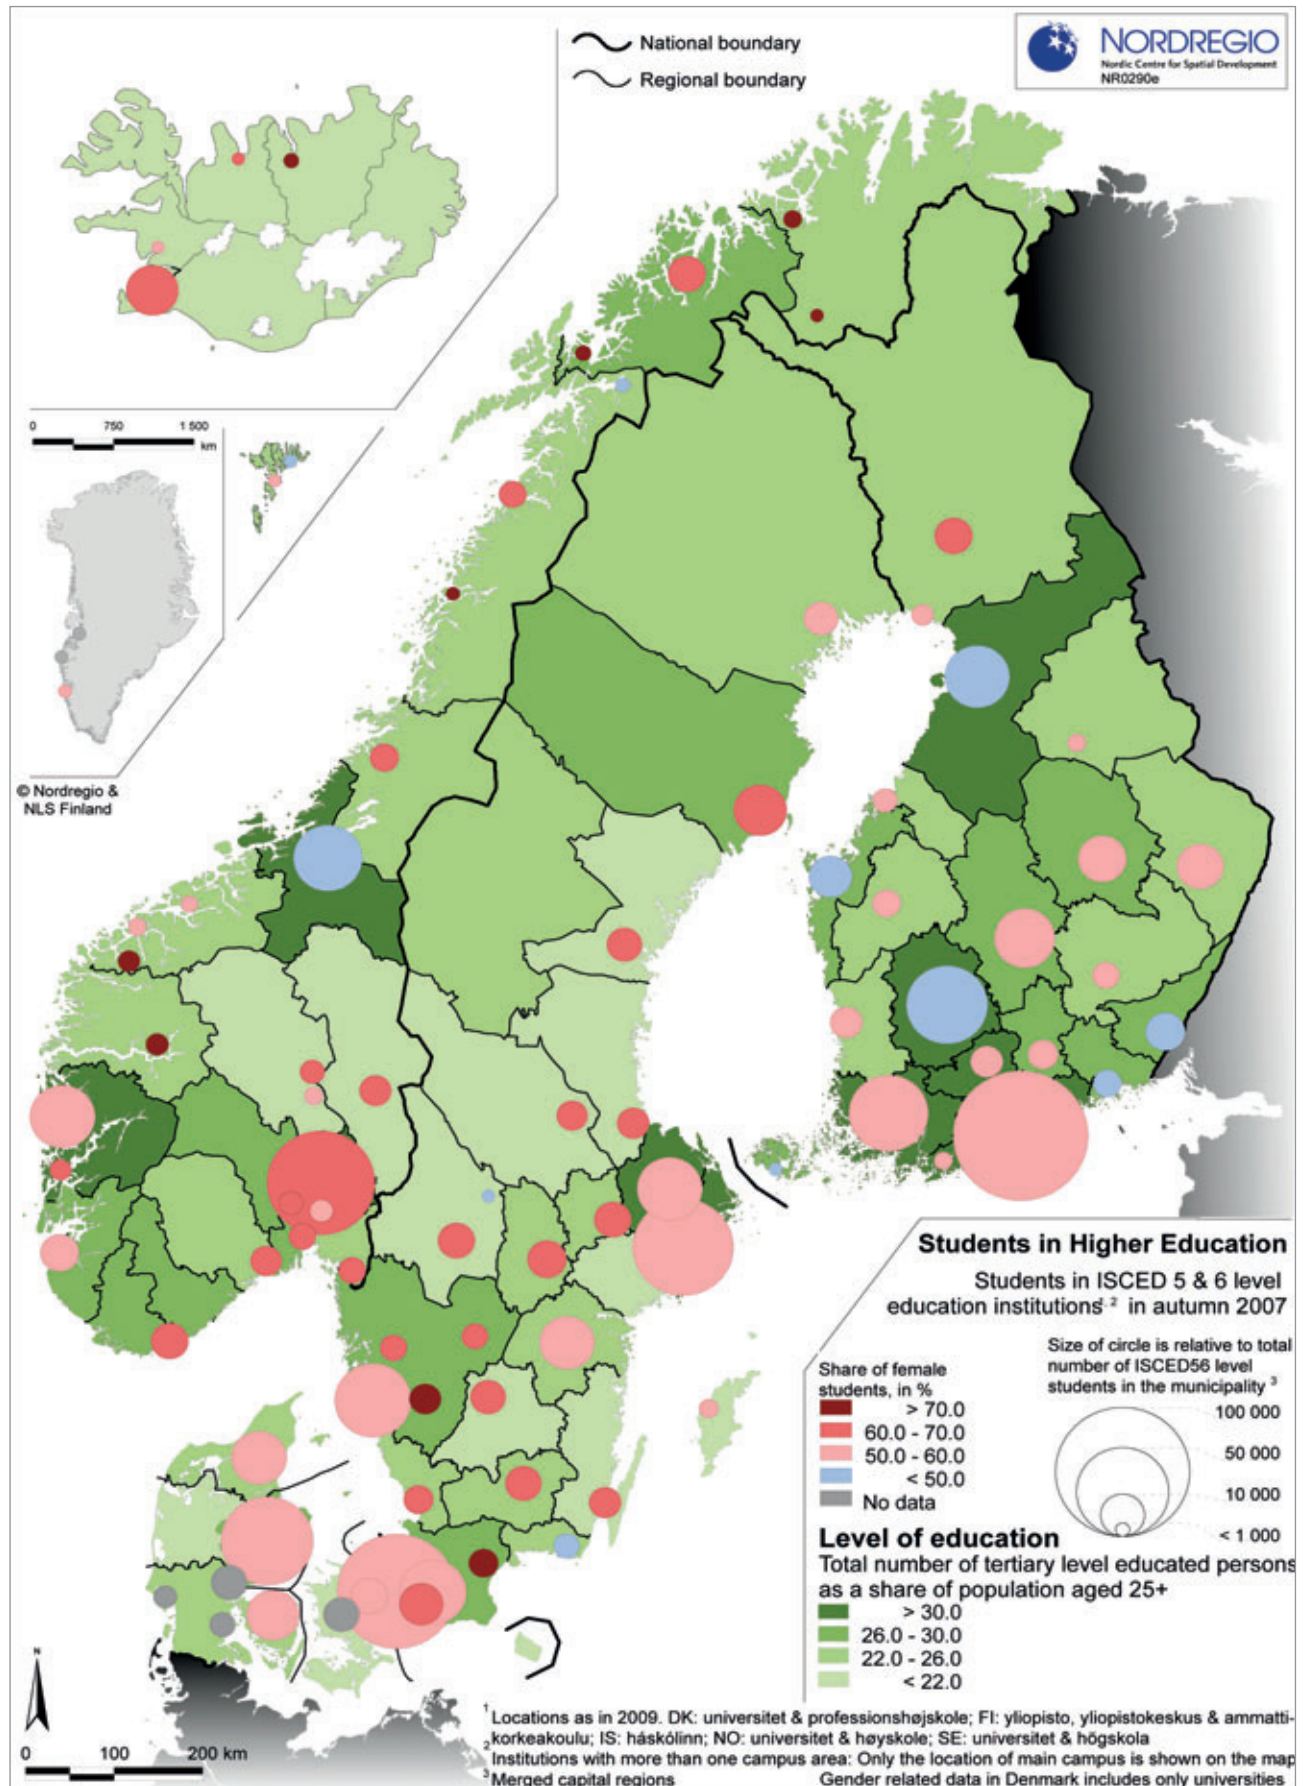 National boundary
Regional boundary
NORDREGIO
Nordic Centre for Spatial Development
NR0290e
0 750 1 500
km
© Nordregio &
NLS Finland
Students in Higher Education
Students in ISCED 5 & 6 level
education institutions1, 2 in autumn 2007
Share of female
students, in %
> 70.0
60.0 - 70.0
50.0 - 60.0
< 50.0
No data
Size of circle is relative to total
number of ISCED56 level
students in the municipality 3
100 000
50 000
10 000
< 1 000
Level of education
Total number of tertiary level educated persons
as a share of population aged 25+
> 30.0
26.0 - 30.0
22.0 - 26.0
< 22.0
N
0 100 200 km
1 Locations as in 2009. DK: universitet & professionshøjskole; FI: yliopisto, yliopistokeskus & ammatti-
korkeakoulu; IS: háskólinn; NO: universitet & høyskole; SE: universitet & högskola
2 Institutions with more than one campus area: Only the location of main campus is shown on the map
3 Merged capital regions Gender related data in Denmark includes only universities